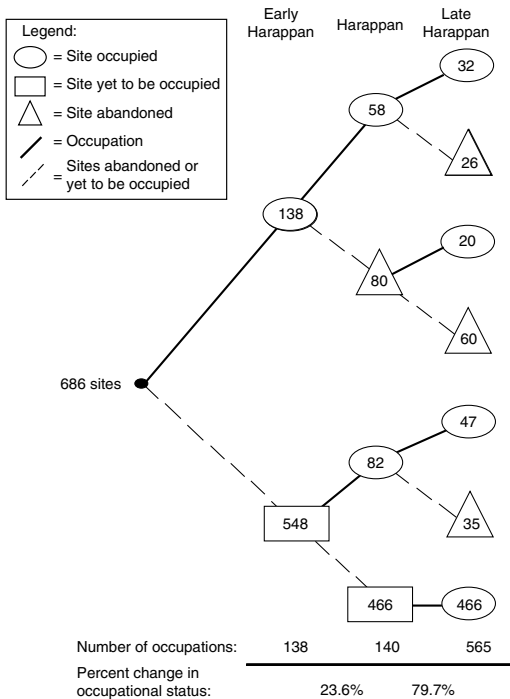 Early
Harappan
Harappan
Late
Harappan
Legend:
= Site occupied
= Site yet to be occupied
= Site abandoned
= Occupation
= Sites abandoned or
yet to be occupied
32
58
26
138
20
80
60
686 sites
47
82
548
35
466
466
Number of occupations: 138 140 565
Percent change in
occupational status: 23.6% 79.7%